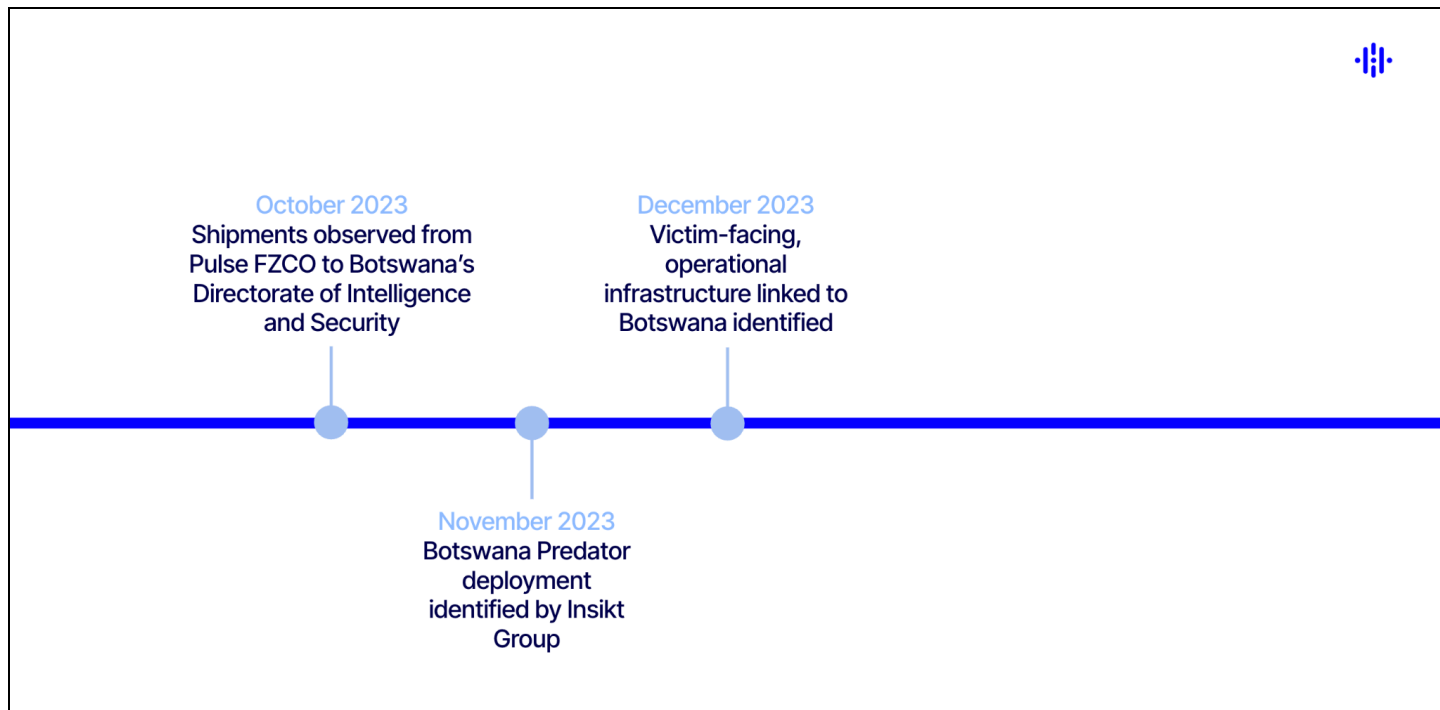 October 2023
Shipments observed from
Pulse FZCO to Botswana’s
Directorate of Intelligence
and Security
December 2023
Victim-facing,
operational
infrastructure linked to
Botswana identified
November 2023
Botswana Predator
deployment
identified by Insikt
Group